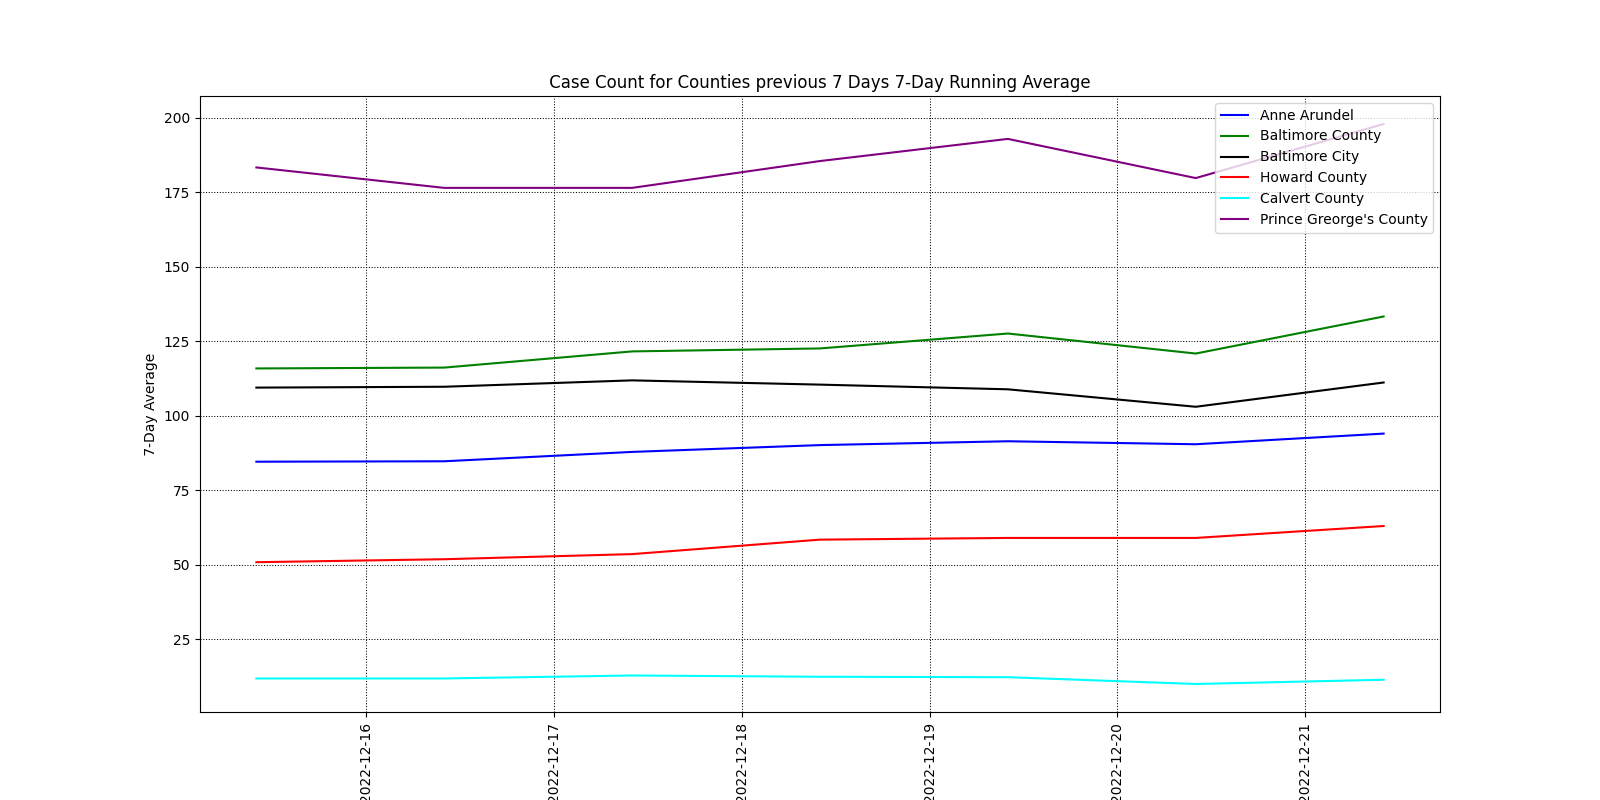 Case Count for Counties previous 7 Days 7-Day Running Average
200
175
150
125
100
75
50
25
7-Day Average
Anne Arundel
Baltimore County
Baltimore City
Howard County
Calvert County
Prince Greorge's County
2022-12-16
2022-12-17
2022-12-18
2022-12-19
2022-12-20
2022-12-21